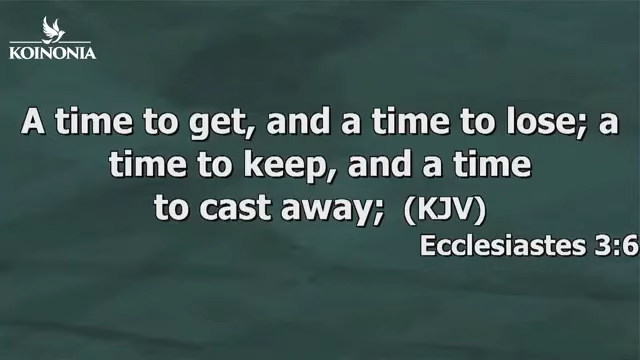 KOINONIA
A time to get, and a time to lose; a
time to keep, and a time
to cast away; (KJV)
Ecclesiastes 3:6